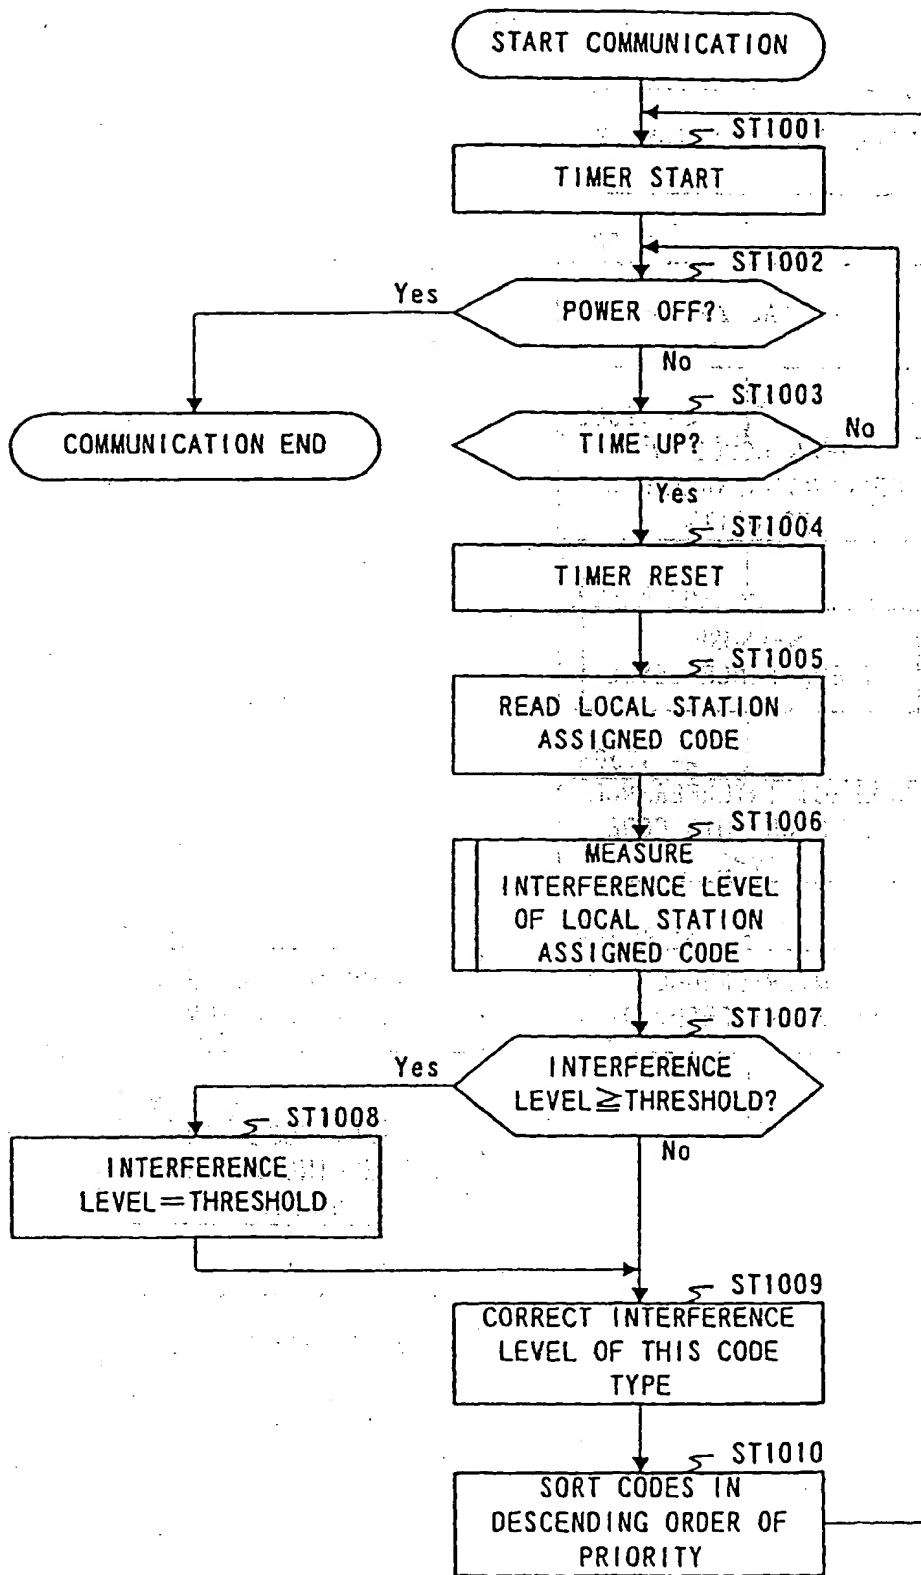 START COMMUNICATION
ST1001
TIMER START
ST1002
Yes
POWER OFF?
No
ST1003
COMMUNICATION END
TIME UP?
No
Yes
ST1004
TIMER RESET
ST1005
READ LOCAL STATION
ASSIGNED CODE
ST1006
MEASURE
INTERFERENCE LEVEL
OF LOCAL STATION
ASSIGNED CODE
ST1007
Yes
INTERFERENCE
LEVEL≧THRESHOLD?
No
ST1008
INTERFERENCE
LEVEL=THRESHOLD
ST1009
CORRECT INTERFERENCE
LEVEL OF THIS CODE
TYPE
ST1010
SORT CODES IN
DESCENDING ORDER OF
PRIORITY